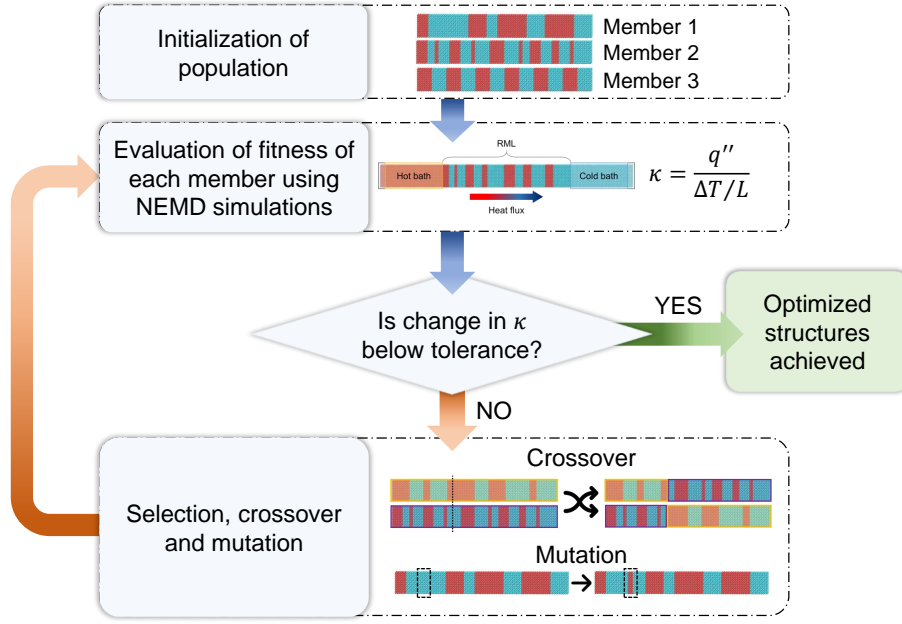 Initialization of
population
Member 1
Member 2
Member 3
Evaluation of fitness of
each member using
NEMD simulations
RML
Hot bath
Cold bath
Heat flux
κ = q′′ / ΔT/L
Is change in κ
below tolerance?
YES
Optimized
structures
achieved
NO
Selection, crossover
and mutation
Crossover
Mutation